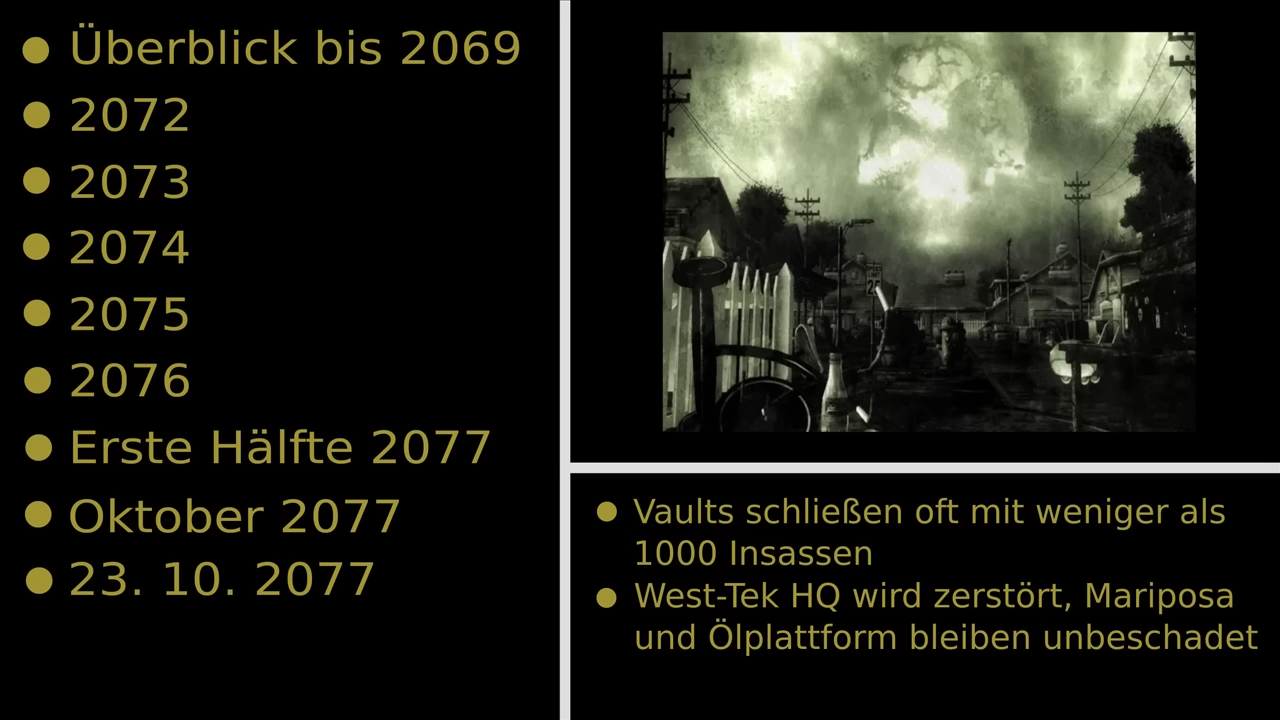 Überblick bis 2069
2072
2073
2074
2075
2076
Erste Hälfte 2077
Oktober 2077
23. 10. 2077
25
Vaults schließen oft mit weniger als
1000 Insassen
West-Tek HQ wird zerstört, Mariposa
und Ölplattform bleiben unbeschadet